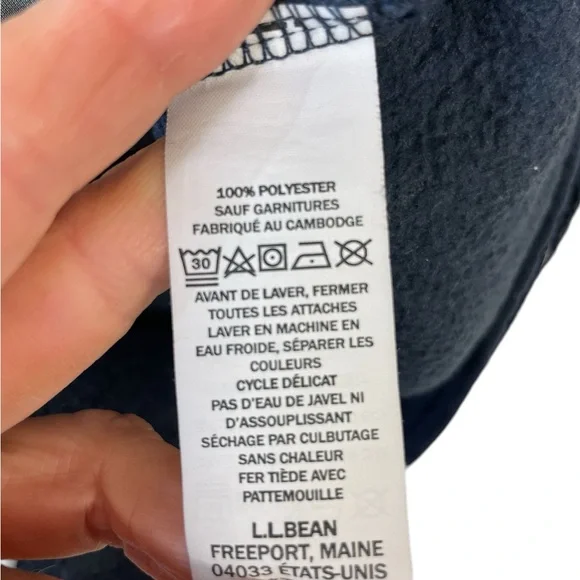 100% POLYESTER
SAUF GARNITURES
FABRIQUÉ AU CAMBODGE
30
AVANT DE LAVER, FERMER
TOUTES LES ATTACHES
LAVER EN MACHINE EN
EAU FROIDE, SÉPARER LES
COULEURS
CYCLE DÉLICAT
PAS D'EAU DE JAVEL NI
D'ASSOUPLISSANT
SÉCHAGE PAR CULBUTAGE
SANS CHALEUR
FER TIÈDE AVEC
PATTEMOUILLE
L.L.BEAN
FREEPORT, MAINE
04033 ÉTATS-UNIS